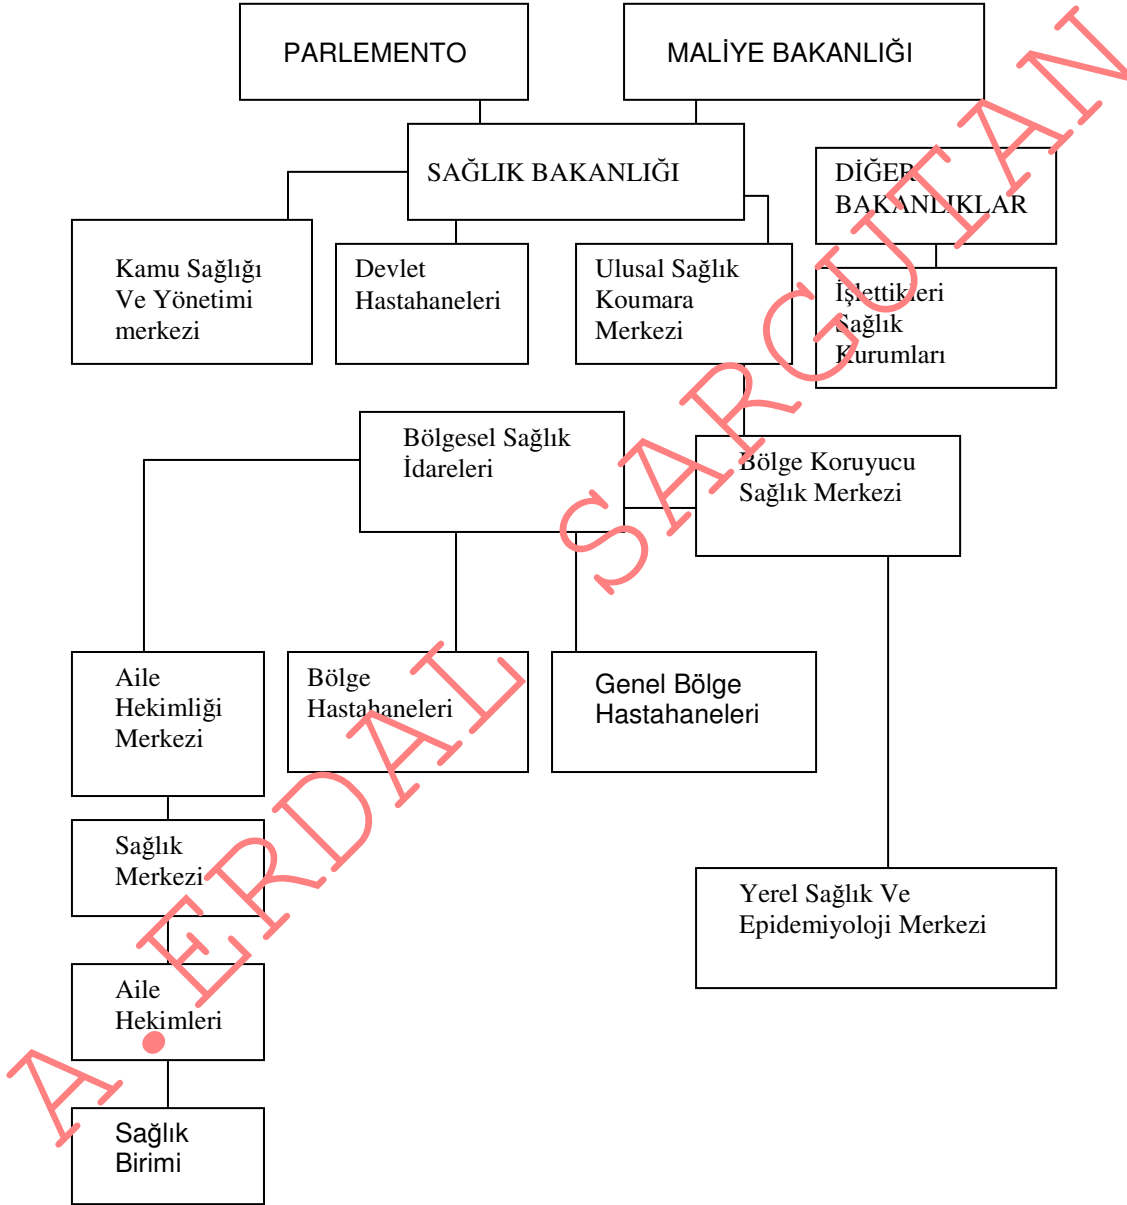 PARLEMENTO
MALİYE BAKANLIĞI
SAĞLIK BAKANLIĞI
DİĞER
BAKANLIKLAR
Kamu Sağlığı
Ve Yönetimi
merkezi
Devlet
Hastahaneleri
Ulusal Sağlık
Koumara
Merkezi
İşlettikleri
Sağlık
Kurumları
Bölgesel Sağlık
İdareleri
Bölge Koruyucu
Sağlık Merkezi
Aile
Hekimliği
Merkezi
Bölge
Hastahaneleri
Genel Bölge
Hastahaneleri
Sağlık
Merkezi
Yerel Sağlık Ve
Epidemiyoloji Merkezi
Aile
Hekimleri
Sağlık
Birimi
A . ERDAL SARGUTAN